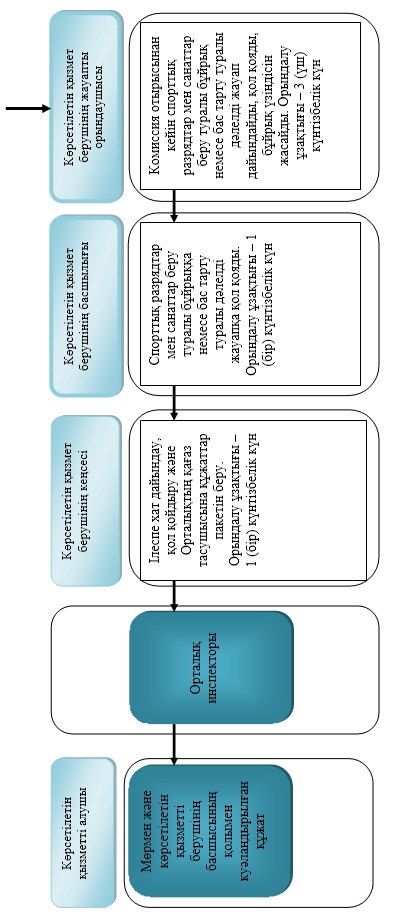 Көрсетілетін қызмет
берушінің жауапты
орындаушысы
Комиссия отырысынан
кейін спорттық
разрядтар мен санаттар
беру туралы бұйрық
немесе бас тарту туралы
дәлелді жауап
дайындайды, қол қояды,
бұйрық үзіндісін
жасайды. Орындалу
ұзақтығы – 3 (үш)
күнтізбелік күн
Көрсетілетін қызмет
берушінің басшылығы
Спорттық разрядтар
мен санаттар беру
туралы бұйрыққа
немесе бас тарту
туралы дәлелді
жауапқа қол қояды.
Орындалу ұзақтығы – 1
(бір) күнтізбелік күн
Көрсетілетін қызмет
берушінің кеңсесі
Ілеспе хат дайындау,
қол қойдыру және
Орталықтың қағаз
тасушысына құжаттар
пакетін беру.
Орындалу ұзақтығы –
1 (бір) күнтізбелік күн
Орталық
инспекторы
Көрсетілетін
қызметті алушы
Мөрмен және
көрсетілетін
қызметті
берушінің
басшысының
қолымен
куәландырылған
құжат